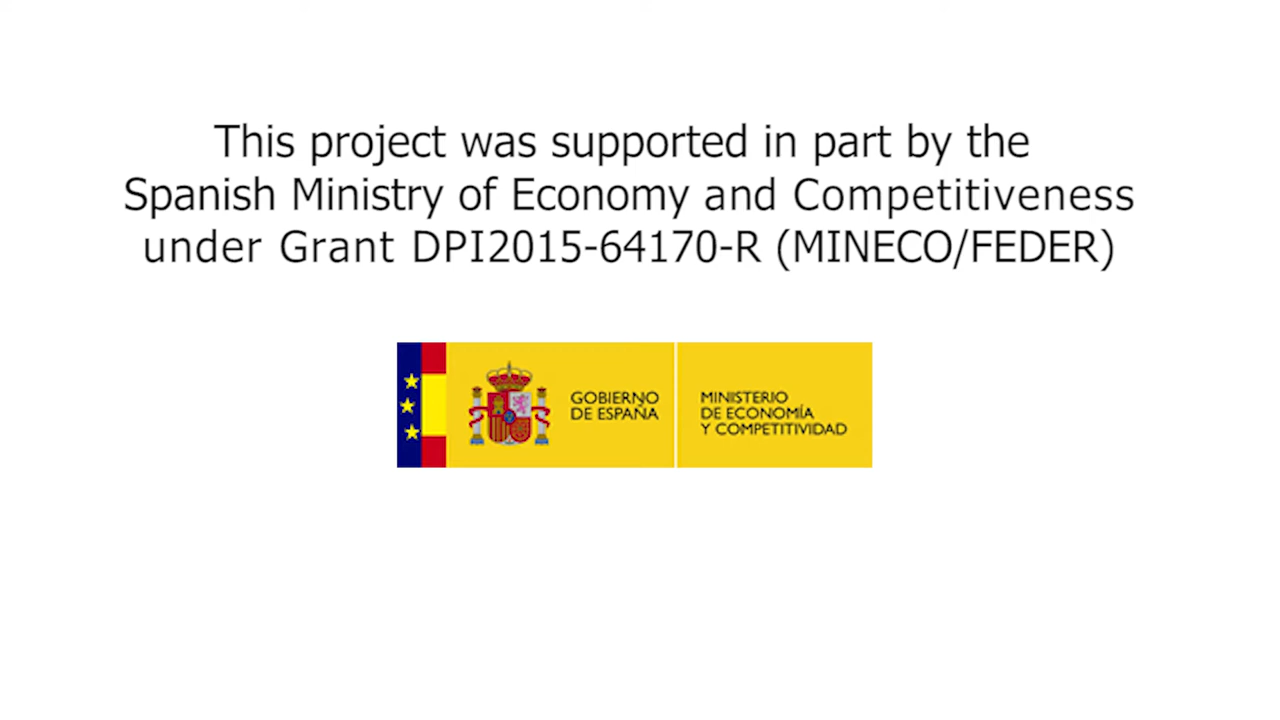 This project was supported in part by the
Spanish Ministry of Economy and Competitiveness
under Grant DPI2015-64170-R (MINECO/FEDER)
GOBIERNO
DE ESPAÑA
MINISTERIO
DE ECONOMÍA
Y COMPETITIVIDAD